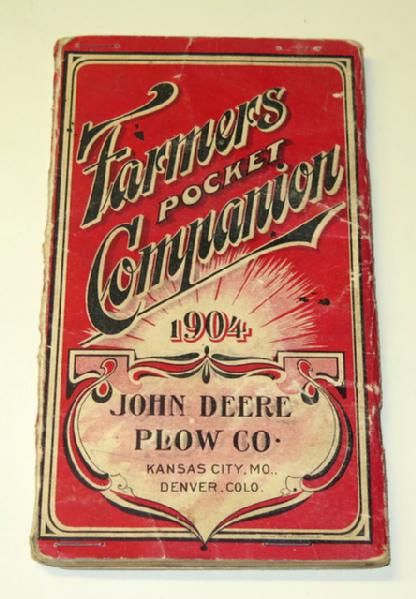 Farmers
POCKET
Companion
1904
JOHN DEERE
PLOW CO.
KANSAS CITY, MO.,
DENVER, COLO.